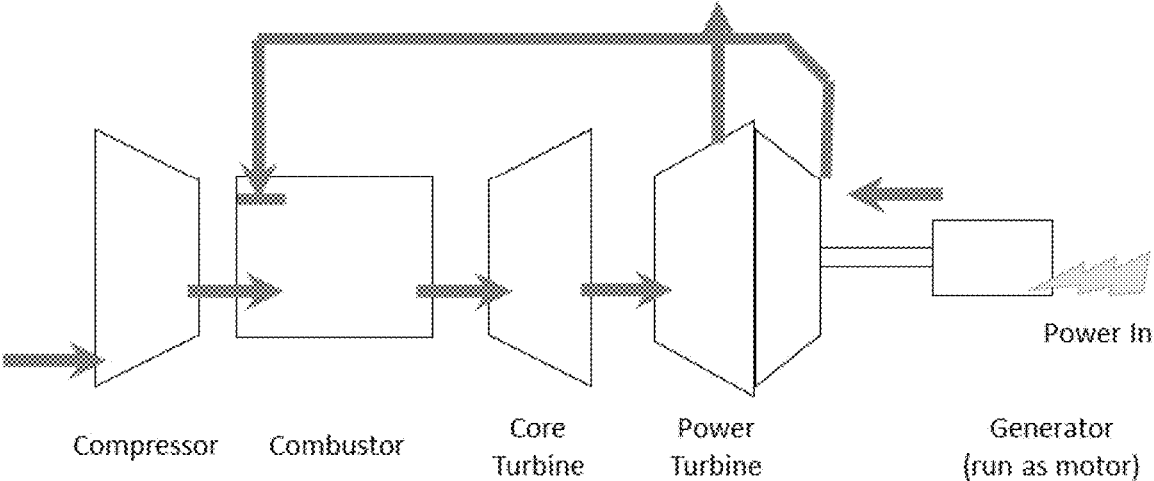 Power In
Compressor
Combustor
Core
Turbine
Power
Turbine
Generator
(run as motor)